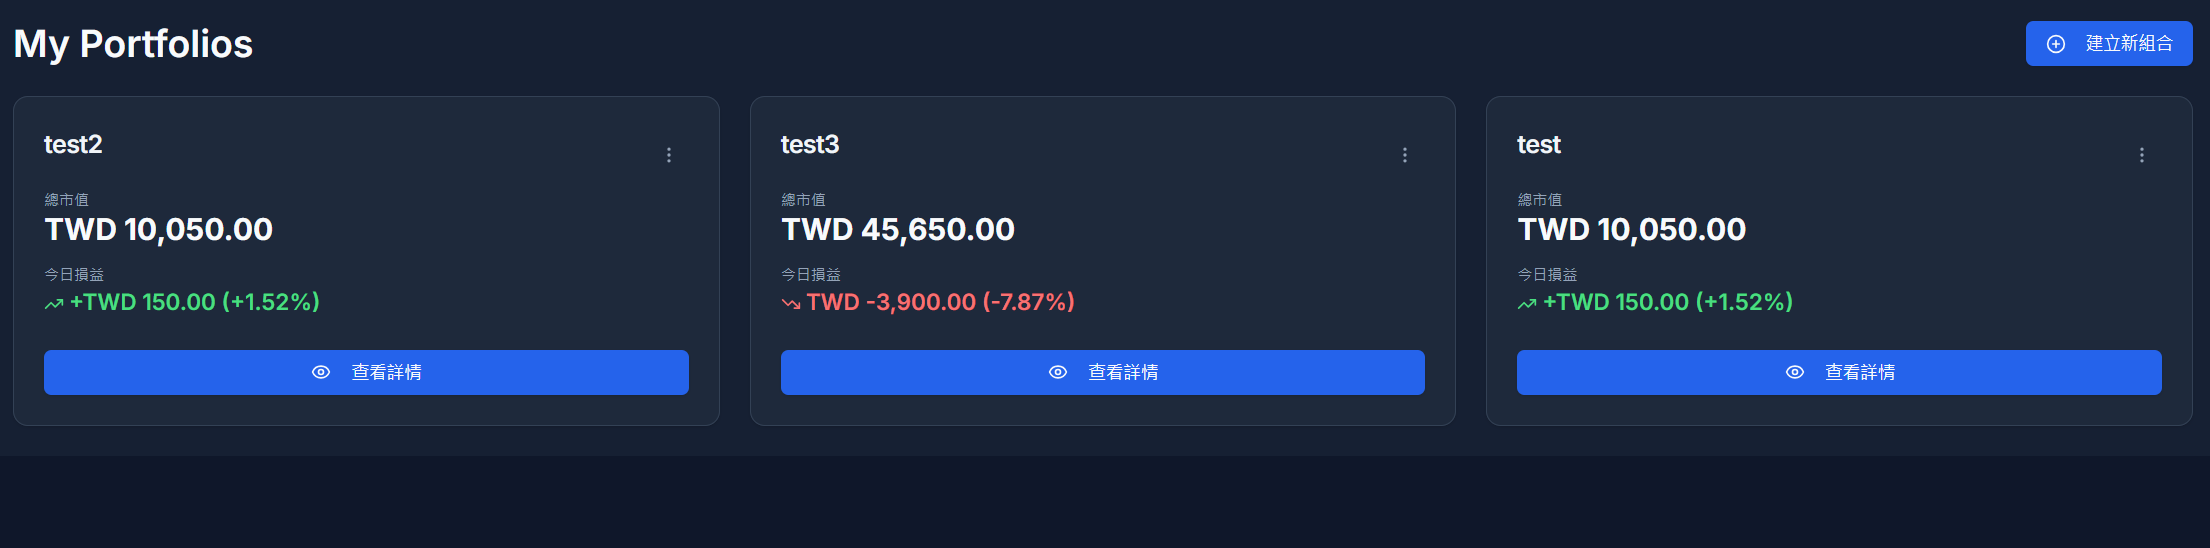 My Portfolios
建立新組合
test2
總市值
TWD 10,050.00
今日損益
+TWD 150.00 (+1.52%)
查看詳情
test3
總市值
TWD 45,650.00
今日損益
TWD -3,900.00 (-7.87%)
查看詳情
test
總市值
TWD 10,050.00
今日損益
+TWD 150.00 (+1.52%)
查看詳情